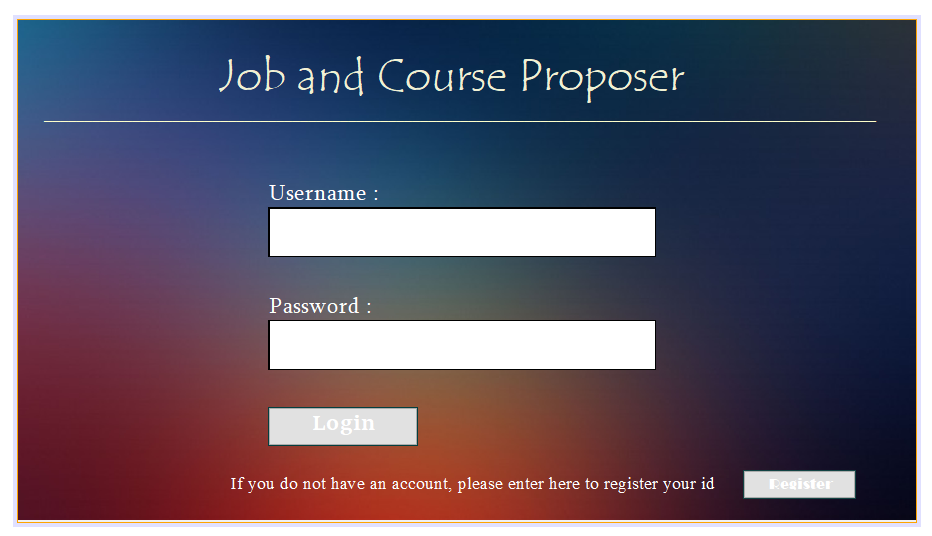 Job and Course Proposer
Username :
Password :
Login
If you do not have an account, please enter here to register your id
Register